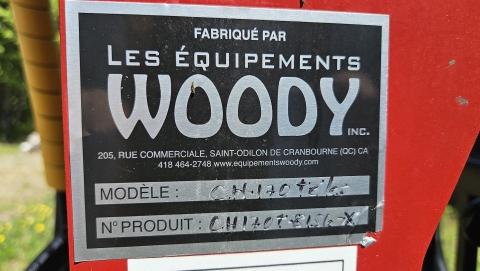 FABRIQUÉ PAR
LES ÉQUIPEMENTS
WOODY INC.
205, RUE COMMERCIALE, SAINT-ODILON DE CRANBOURNE (QC) CA
418 464-2748 www.equipementswoody.com
MODÈLE :
N° PRODUIT :